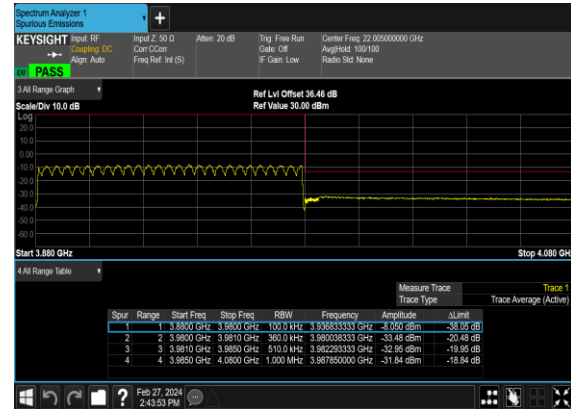 Spectrum Analyzer 1
Spurious Emissions
KEYSIGHT Input: RF Input Z: 50 Ω Atten: 20 dB Trig: Free Run Center Freq: 22.005000000 GHz
Coupling: DC Corr CCorr Gate: Off Avg|Hold: 100/100
Align: Auto Freq Ref: Int (S) IF Gain: Low Radio Std: None
PASS
3 All Range Graph
Ref Lvl Offset 36.46 dB
Scale/Div 10.0 dB Ref Value 30.00 dBm
Log
20.0
10.0
0.00
-10.0
-20.0
-30.0
-40.0
-50.0
-60.0
Start 3.880 GHz Stop 4.080 GHz
4 All Range Table
Measure Trace Trace 1
Trace Type Trace Average (Active)
Spur Range Start Freq Stop Freq RBW Frequency Amplitude ΔLimit
1 1 3.8800 GHz 3.9800 GHz 100.0 kHz 3.936833333 GHz -8.050 dBm -38.05 dB
2 2 3.9800 GHz 3.9810 GHz 360.0 kHz 3.980038333 GHz -33.48 dBm -20.48 dB
3 3 3.9810 GHz 3.9850 GHz 510.0 kHz 3.982293333 GHz -32.95 dBm -19.95 dB
4 4 3.9850 GHz 4.0800 GHz 1.000 MHz 3.987850000 GHz -31.84 dBm -18.84 dB
? Feb 27, 2024
2:43:53 PM